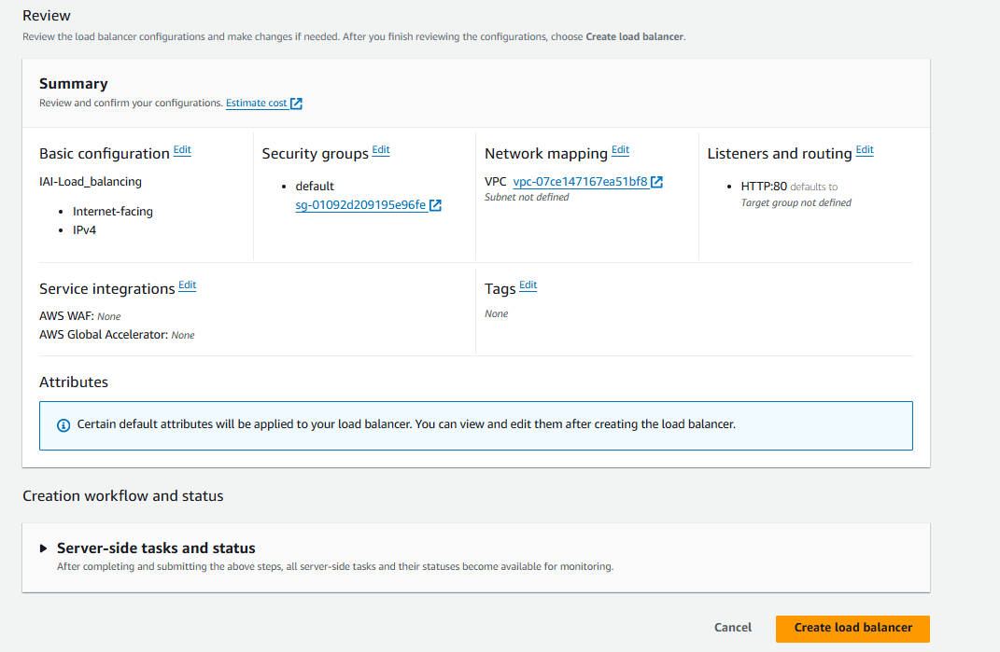 Review
Review the load balancer configurations and make changes if needed. After you finish reviewing the configurations, choose Create load balancer.
Summary
Review and confirm your configurations. Estimate cost
Basic configuration Edit
IAI-Load_balancing
• Internet-facing
• IPv4
Security groups Edit
• default
sg-01092d209195e96fe
Network mapping Edit
VPC vpc-07ce147167ea51bf8
Subnet not defined
Listeners and routing Edit
• HTTP:80 defaults to
Target group not defined
Service integrations Edit
AWS WAF: None
AWS Global Accelerator: None
Tags Edit
None
Attributes
Certain default attributes will be applied to your load balancer. You can view and edit them after creating the load balancer.
Creation workflow and status
Server-side tasks and status
After completing and submitting the above steps, all server-side tasks and their statuses become available for monitoring.
Cancel
Create load balancer